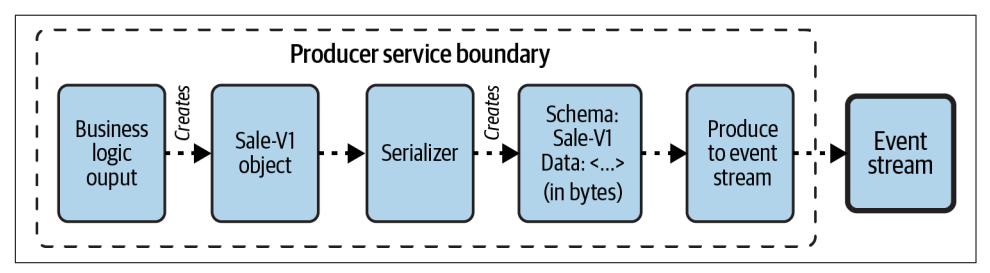 Producer service boundary
Business
logic
ouput
Creates
Sale-V1
object
Serializer
Creates
Schema:
Sale-V1
Data: <...>
(in bytes)
Produce
to event
stream
Event
stream